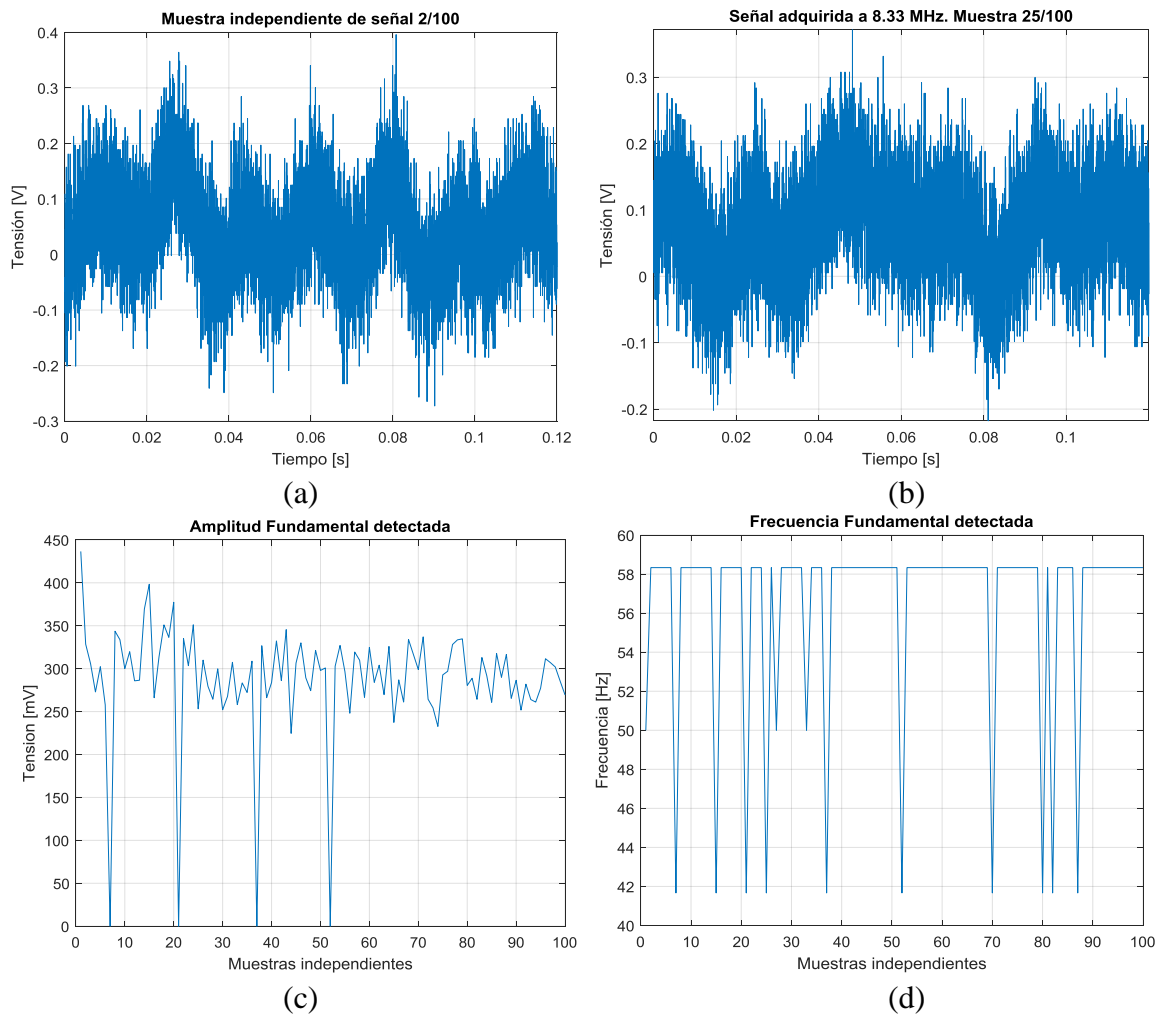 Muestra independiente de señal 2/100
0.4
0.3
0.2
0.1
0
-0.1
-0.2
-0.3
Tensión [V]
0 0.02 0.04 0.06 0.08 0.1 0.12
Tiempo [s]
(a)
Señal adquirida a 8.33 MHz. Muestra 25/100
0.3
0.2
0.1
0
-0.1
-0.2
Tensión [V]
0 0.02 0.04 0.06 0.08 0.1
Tiempo [s]
(b)
Amplitud Fundamental detectada
450
400
350
300
250
200
150
100
50
0
Tension [mV]
0 10 20 30 40 50 60 70 80 90 100
Muestras independientes
(c)
Frecuencia Fundamental detectada
60
58
56
54
52
50
48
46
44
42
40
Frecuencia [Hz]
0 10 20 30 40 50 60 70 80 90 100
Muestras independientes
(d)